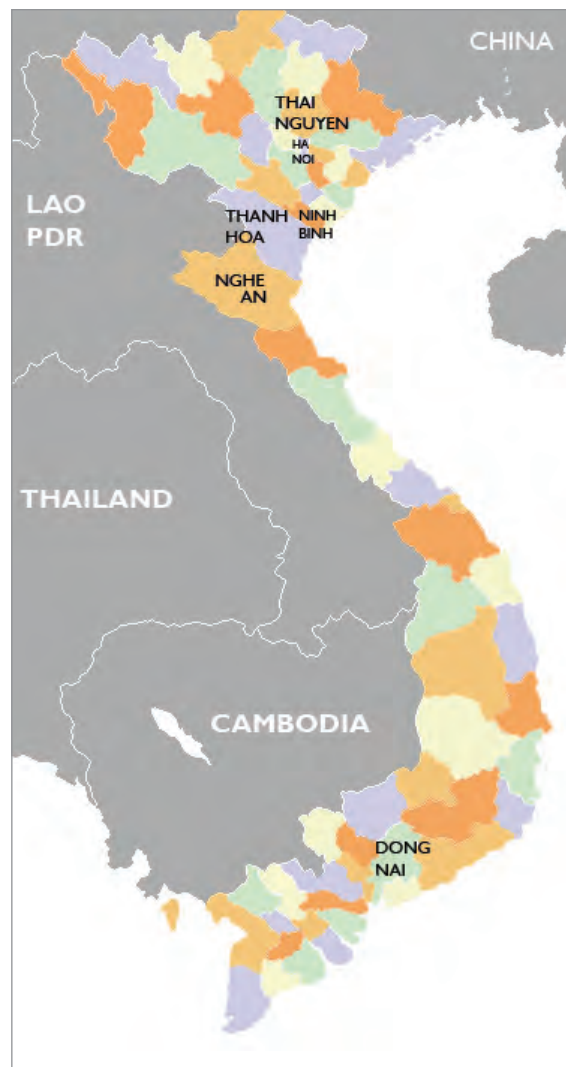 CHINA
THAI
NGUYEN
HA
NOI
LAO
PDR
THANH
HOA
NINH
BINH
NGHE
AN
THAILAND
CAMBODIA
DONG
NAI